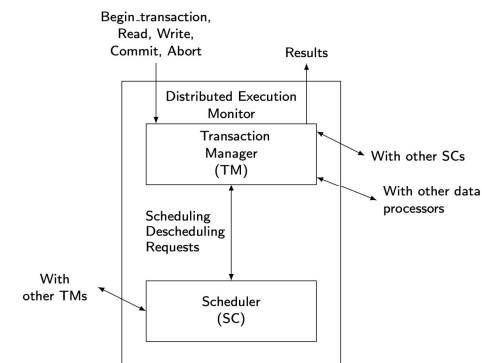 Begin_transaction,
Read, Write,
Commit, Abort
Results
Distributed Execution
Monitor
Transaction
Manager
(TM)
With other SCs
With other data
processors
Scheduling
Descheduling
Requests
With
other TMs
Scheduler
(SC)